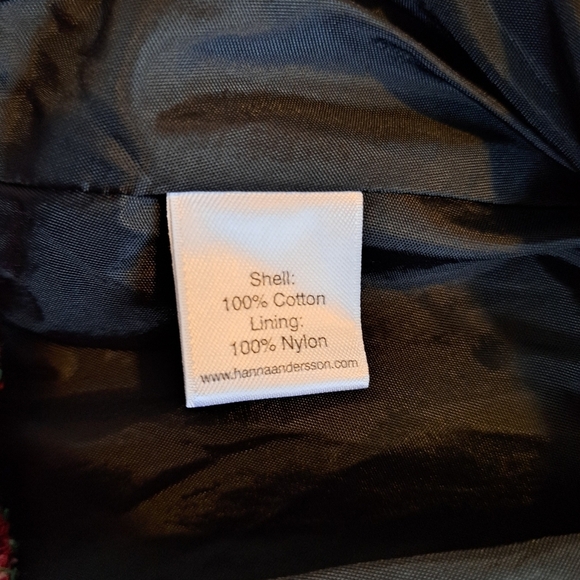 Shell:
100% Cotton
Lining:
100% Nylon
www.hannaandersson.com